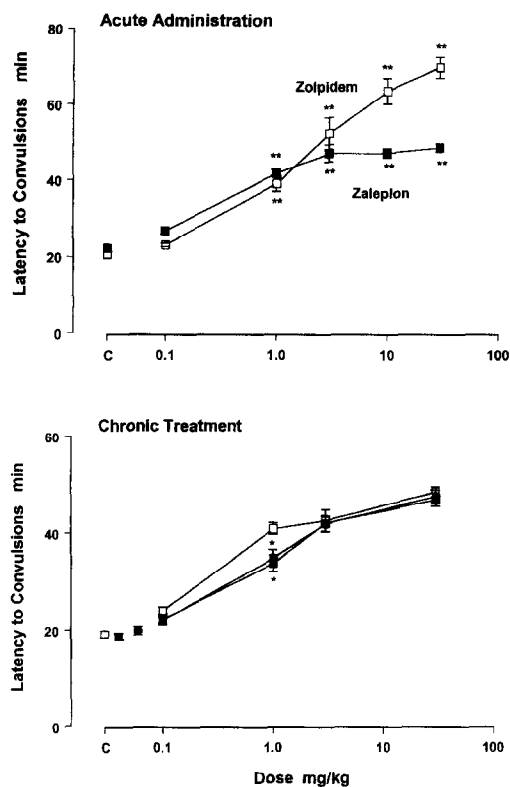 Acute Administration
80
60
40
20
0
Latency to Convulsions min
Zolpidem
Zaleplon
**
**
**
**
**
**
**
**
C 0.1 1.0 10 100
Chronic Treatment
60
40
20
0
Latency to Convulsions min
*
*
C 0.1 1.0 10 100
Dose mg/kg